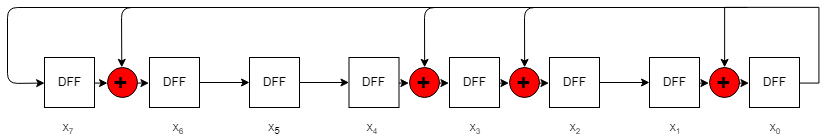 DFF + DFF DFF DFF + DFF + DFF DFF + DFF
X₇ X₆ X₅ X₄ X₃ X₂ X₁ X₀